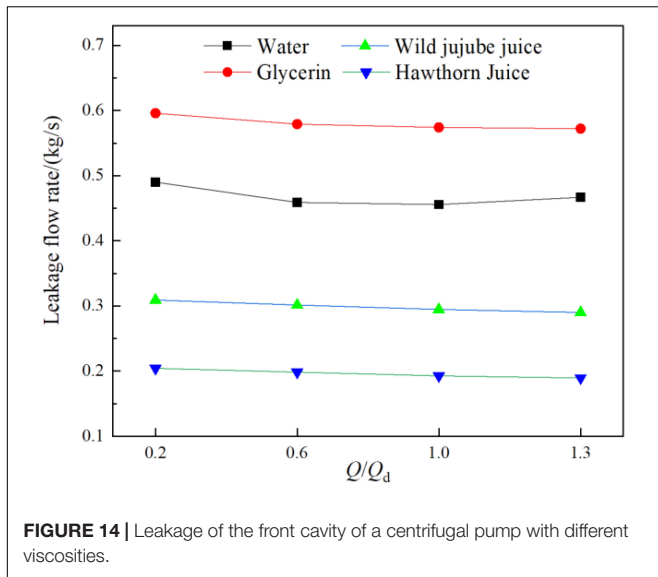 0.7
0.6
0.5
0.4
0.3
0.2
0.1
Leakage flow rate/(kg/s)
Water
Wild jujube juice
Glycerin
Hawthorn Juice
0.2 0.6 1.0 1.3
Q/Qd
FIGURE 14 | Leakage of the front cavity of a centrifugal pump with different
viscosities.